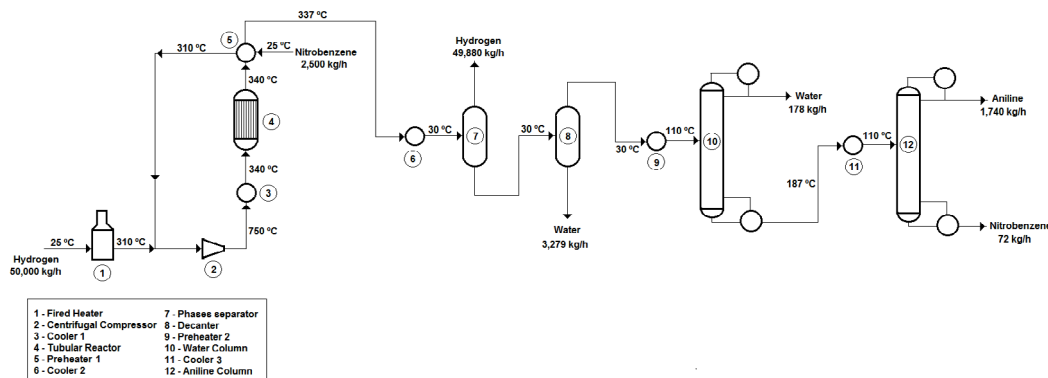 337 ºC
310 ºC
5
25 ºC
Nitrobenzene
2,500 kg/h
340 ºC
4
340 ºC
3
750 ºC
25 ºC
310 ºC
Hydrogen
50,000 kg/h
1
2
Hydrogen
49,880 kg/h
30 ºC
6
7
30 ºC
8
Water
3,279 kg/h
30 ºC
9
110 ºC
10
Water
178 kg/h
187 ºC
11
110 ºC
12
Aniline
1,740 kg/h
Nitrobenzene
72 kg/h
1 - Fired Heater
2 - Centrifugal Compressor
3 - Cooler 1
4 - Tubular Reactor
5 - Preheater 1
6 - Cooler 2
7 - Phases separator
8 - Decanter
9 - Preheater 2
10 - Water Column
11 - Cooler 3
12 - Aniline Column